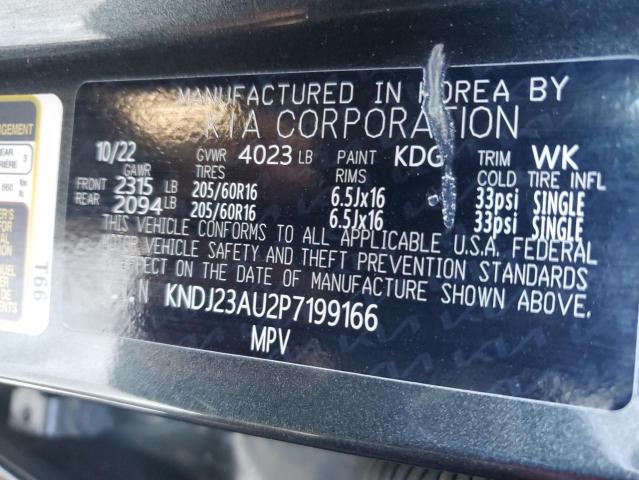 MANUFACTURED IN KOREA BY
KIA CORPORATION
10/22 GVWR 4023 LB PAINT KDG TRIM WK
GAWR TIRES RIMS COLD TIRE INFL
FRONT 2315 LB 205/60R16 6.5Jx16 33psi SINGLE
REAR 2094 LB 205/60R16 6.5Jx16 33psi SINGLE
THIS VEHICLE CONFORMS TO ALL APPLICABLE U.S.A. FEDERAL
MOTOR VEHICLE SAFETY AND THEFT PREVENTION STANDARDS
EFFECT ON THE DATE OF MANUFACTURE SHOWN ABOVE.
KNDJ23AU2P7199166
MPV
166